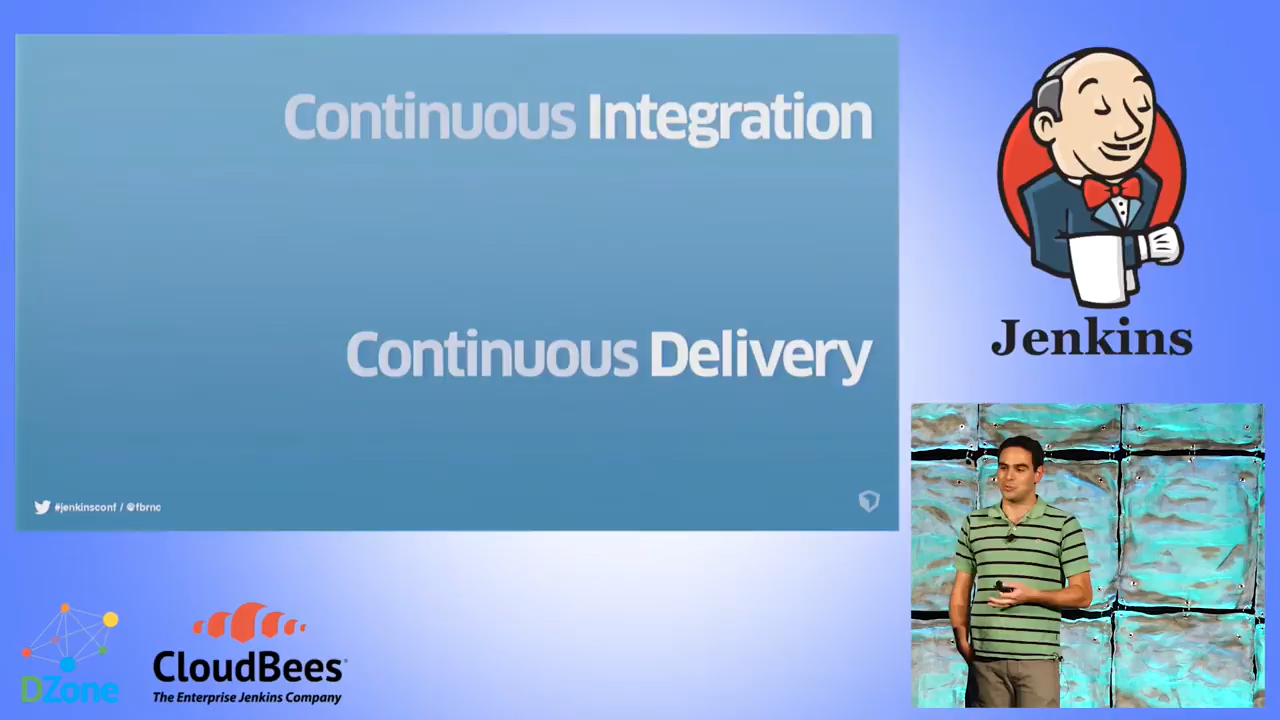 Continuous Integration
Continuous Delivery
#jenkinsconf / @fbrnc
Jenkins
DZone
CloudBees
The Enterprise Jenkins Company